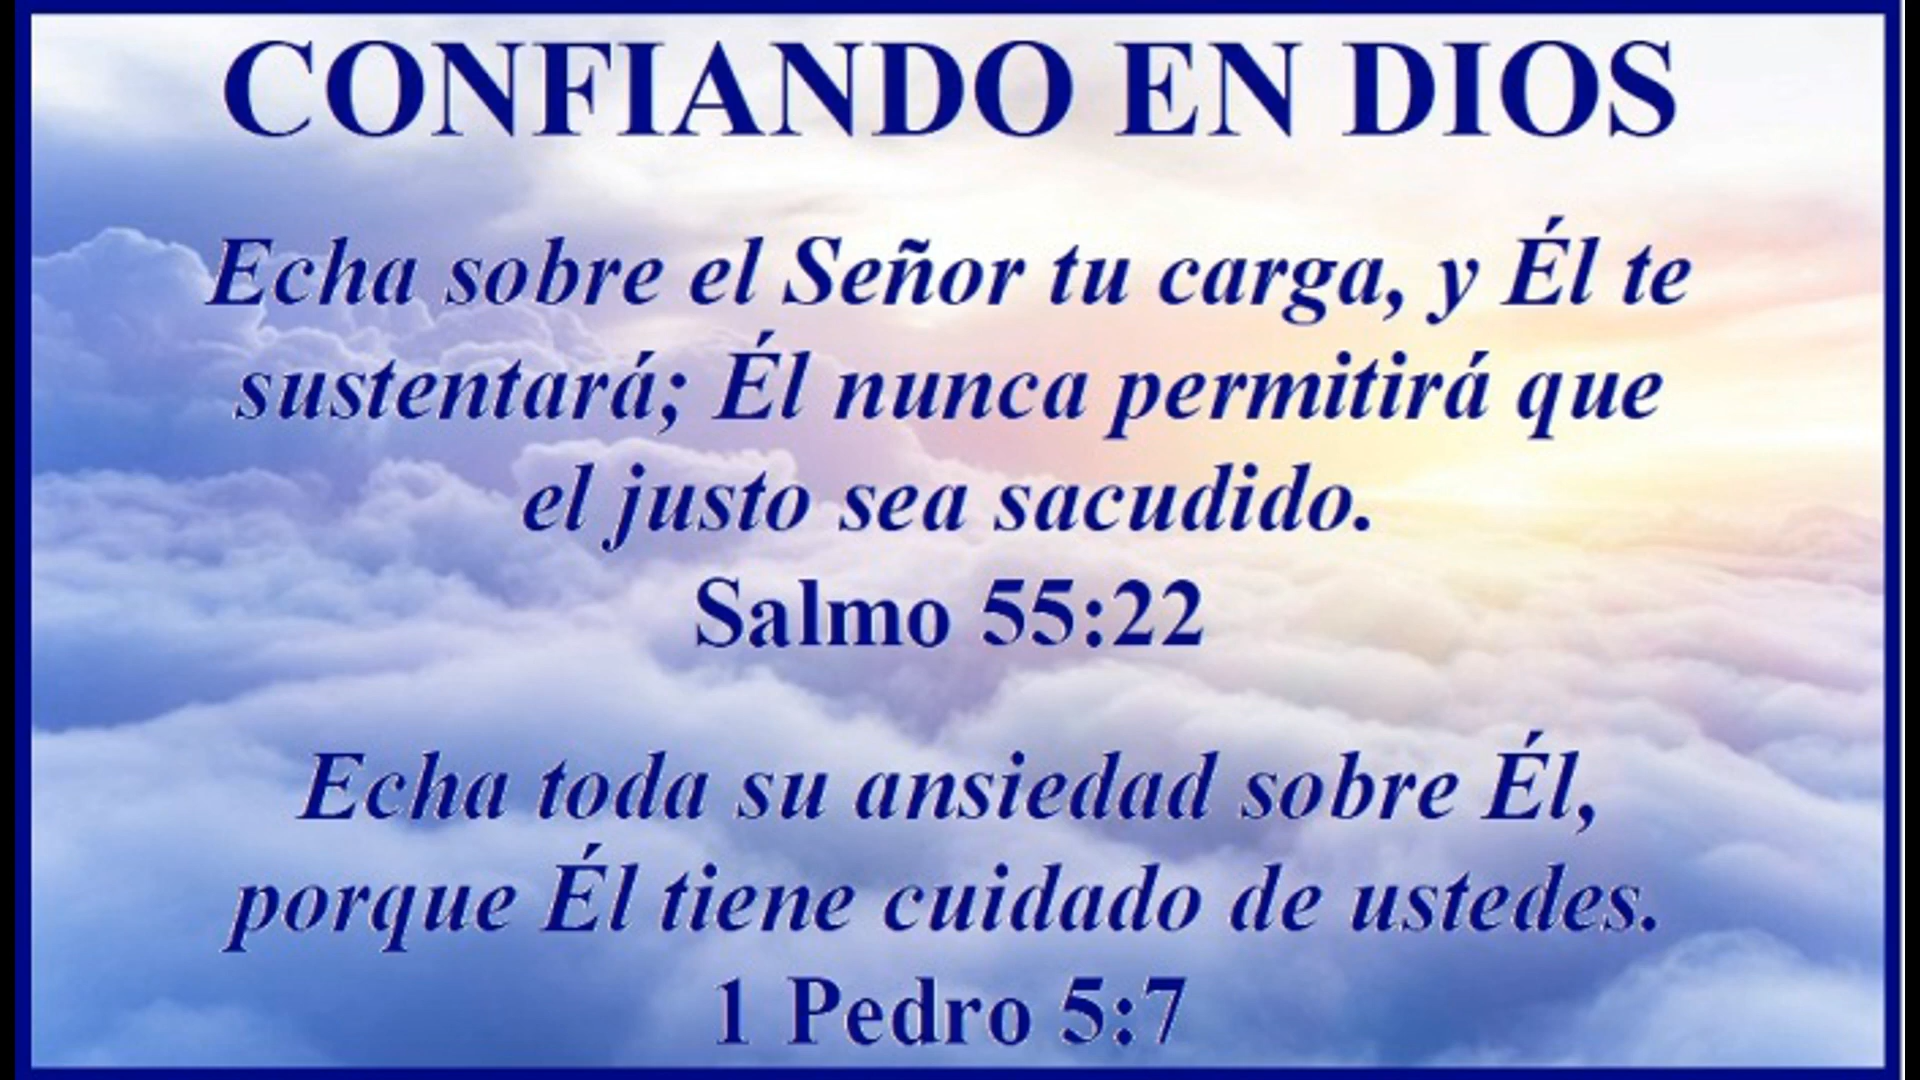 CONFIANDO EN DIOS
Echa sobre el Señor tu carga, y Él te
sustentará; Él nunca permitirá que
el justo sea sacudido.
Salmo 55:22
Echa toda su ansiedad sobre Él,
porque Él tiene cuidado de ustedes.
1 Pedro 5:7